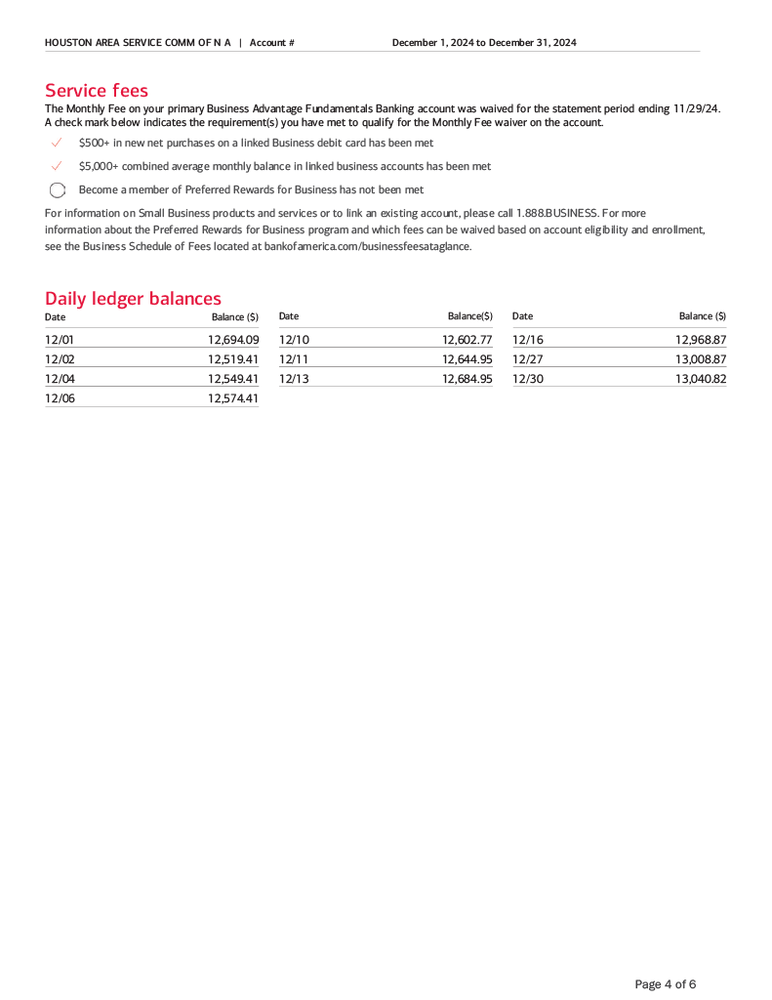 HOUSTON AREA SERVICE COMM OF N A | Account # December 1, 2024 to December 31, 2024
Service fees
The Monthly Fee on your primary Business Advantage Fundamentals Banking account was waived for the statement period ending 11/29/24.
A check mark below indicates the requirement(s) you have met to qualify for the Monthly Fee waiver on the account.
$500+ in new net purchases on a linked Business debit card has been met
$5,000+ combined average monthly balance in linked business accounts has been met
Become a member of Preferred Rewards for Business has not been met
For information on Small Business products and services or to link an existing account, please call 1.888.BUSINESS. For more
information about the Preferred Rewards for Business program and which fees can be waived based on account eligibility and enrollment,
see the Business Schedule of Fees located at bankofamerica.com/businessfeesataglance.
Daily ledger balances
Date Balance ($) Date Balance($) Date Balance ($)
12/01 12,694.09 12/10 12,602.77 12/16 12,968.87
12/02 12,519.41 12/11 12,644.95 12/27 13,008.87
12/04 12,549.41 12/13 12,684.95 12/30 13,040.82
12/06 12,574.41
Page 4 of 6